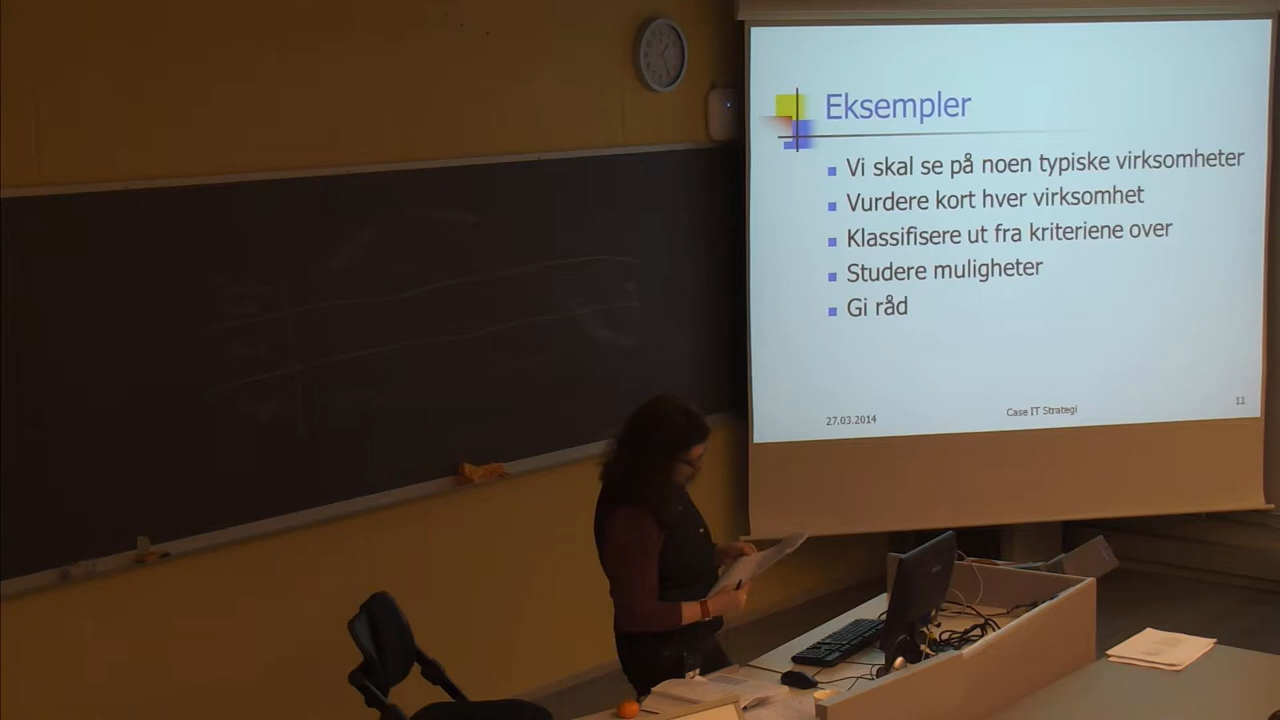 Eksempler
Vi skal se på noen typiske virksomheter
Vurdere kort hver virksomhet
Klassifisere ut fra kriteriene over
Studere muligheter
Gi råd
27.03.2014
Case IT Strategi
11